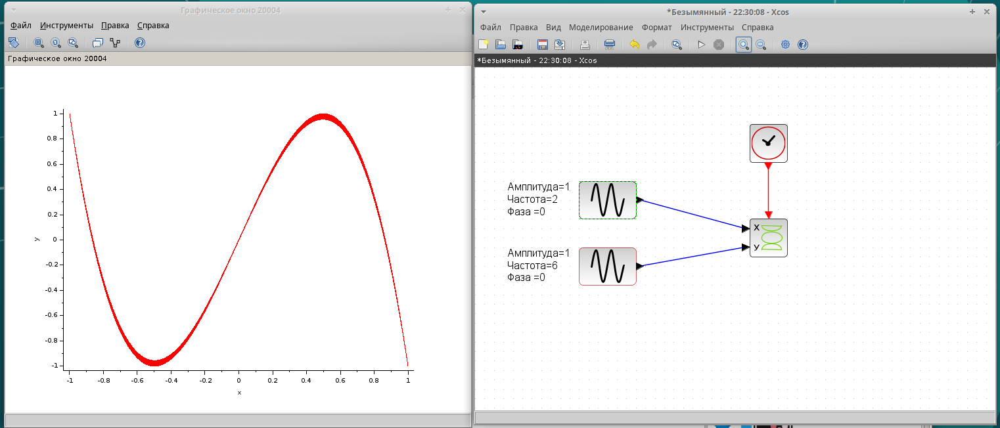 Графическое окно 20004
Файл Инструменты Правка Справка
Графическое окно 20004
1
0.8
0.6
0.4
0.2
0
-0.2
-0.4
-0.6
-0.8
-1
y
-1 -0.8 -0.6 -0.4 -0.2 0 0.2 0.4 0.6 0.8 1
x
*Безымянный - 22:30:08 - Xcos
Файл Правка Вид Моделирование Формат Инструменты Справка
*Безымянный - 22:30:08 - Xcos
Амплитуда=1
Частота=2
Фаза =0
Амплитуда=1
Частота=6
Фаза =0
X
y